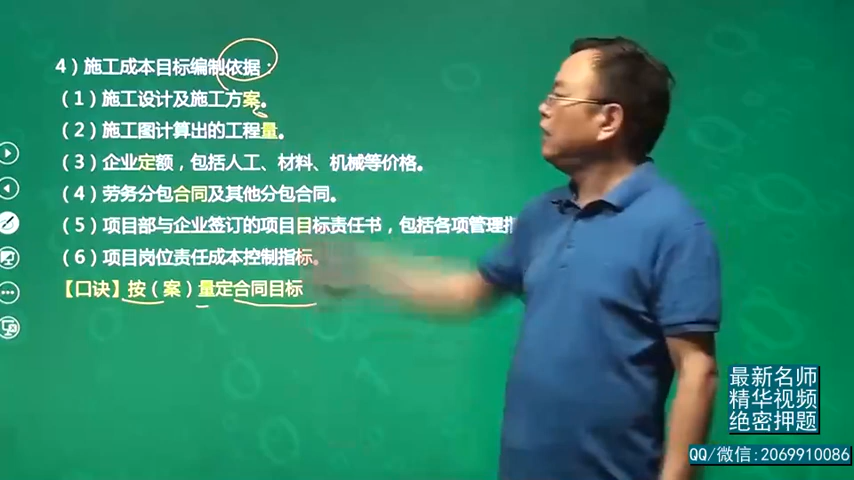 4）施工成本目标编制依据：
（1）施工设计及施工方案。
（2）施工图计算出的工程量。
（3）企业定额，包括人工、材料、机械等价格。
（4）劳务分包合同及其他分包合同。
（5）项目部与企业签订的项目目标责任书，包括各项管理
（6）项目岗位责任成本控制指标。
【口诀】按（案）量定合同目标
最新名师
精华视频
绝密押题
QQ/微信:2069910086